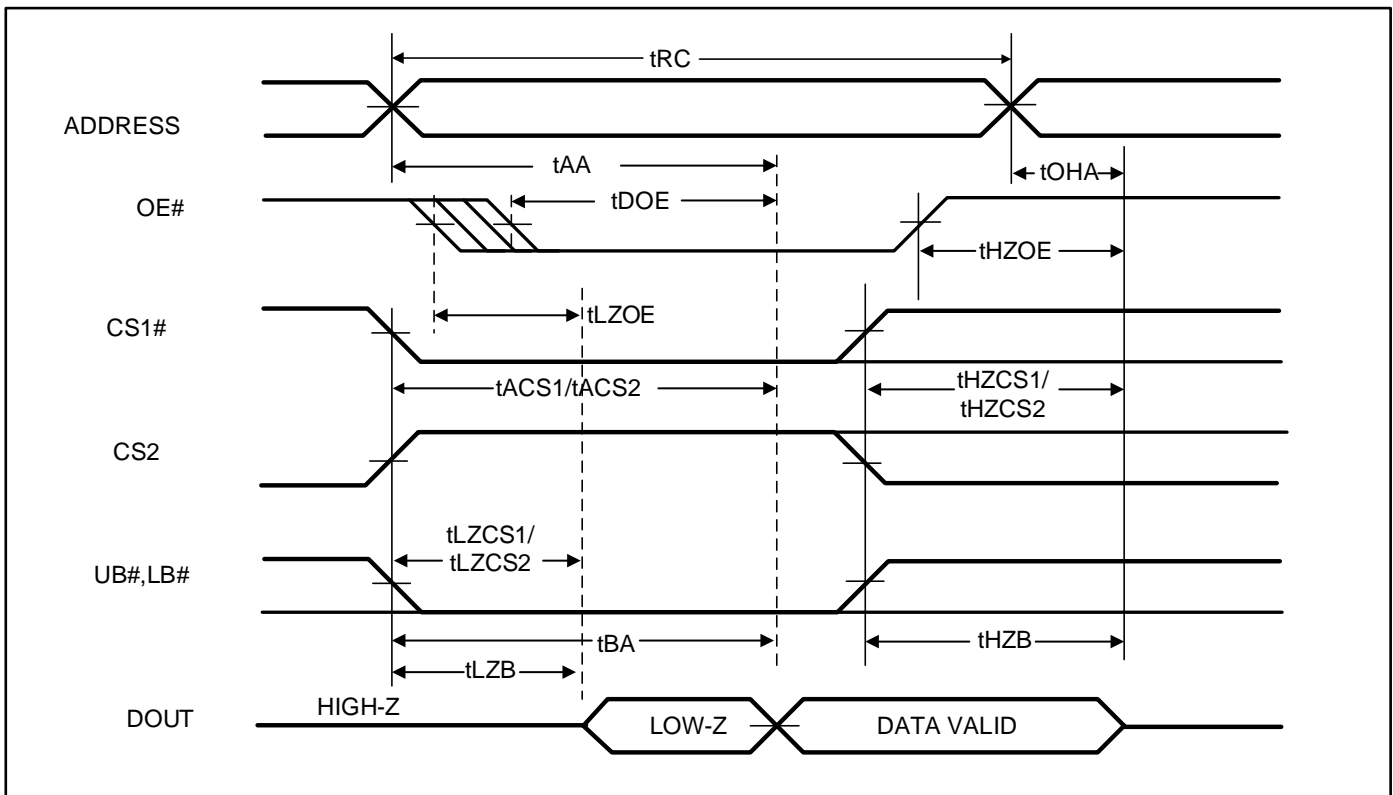 tRC
ADDRESS
tAA
tOHA
OE#
tDOE
tHZOE
tLZOE
CS1#
tACS1/tACS2
tHZCS1/
tHZCS2
CS2
tLZCS1/
tLZCS2
UB#,LB#
tBA
tHZB
tLZB
HIGH-Z
DOUT
LOW-Z
DATA VALID